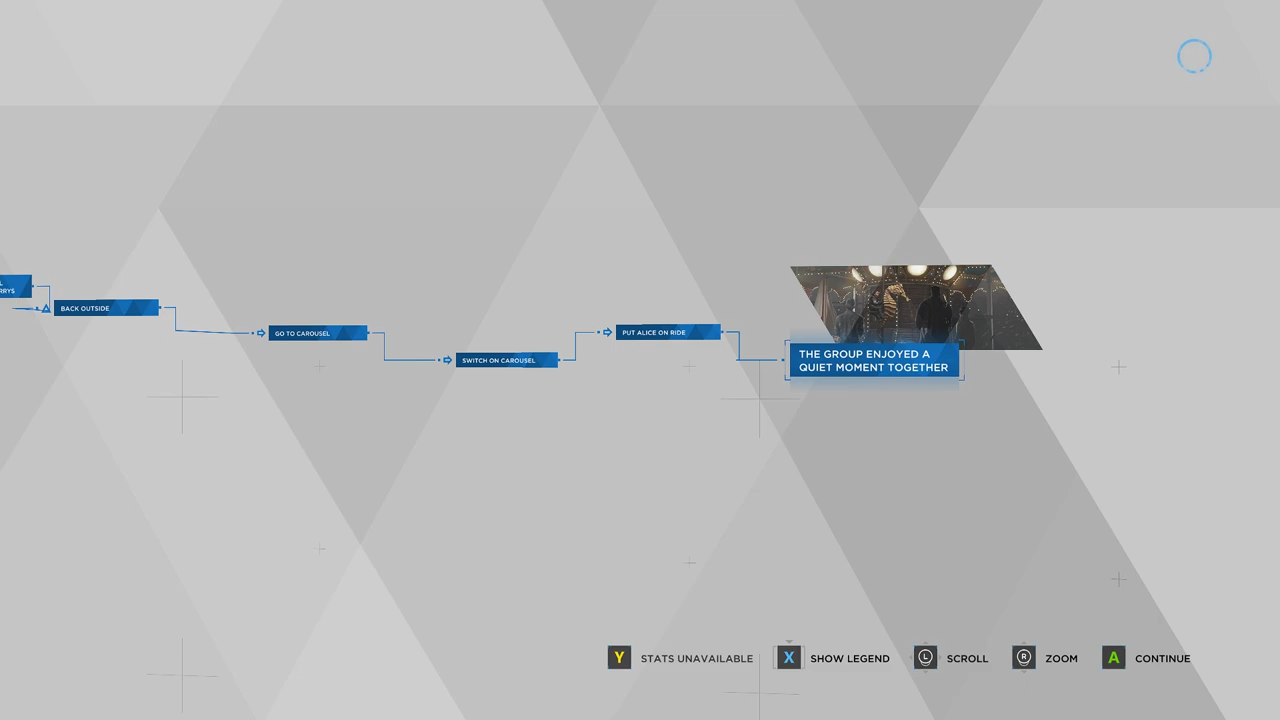 RRYS
BACK OUTSIDE
GO TO CAROUSEL
SWITCH ON CAROUSEL
PUT ALICE ON RIDE
THE GROUP ENJOYED A
QUIET MOMENT TOGETHER
Y STATS UNAVAILABLE
X SHOW LEGEND
L SCROLL
R ZOOM
A CONTINUE